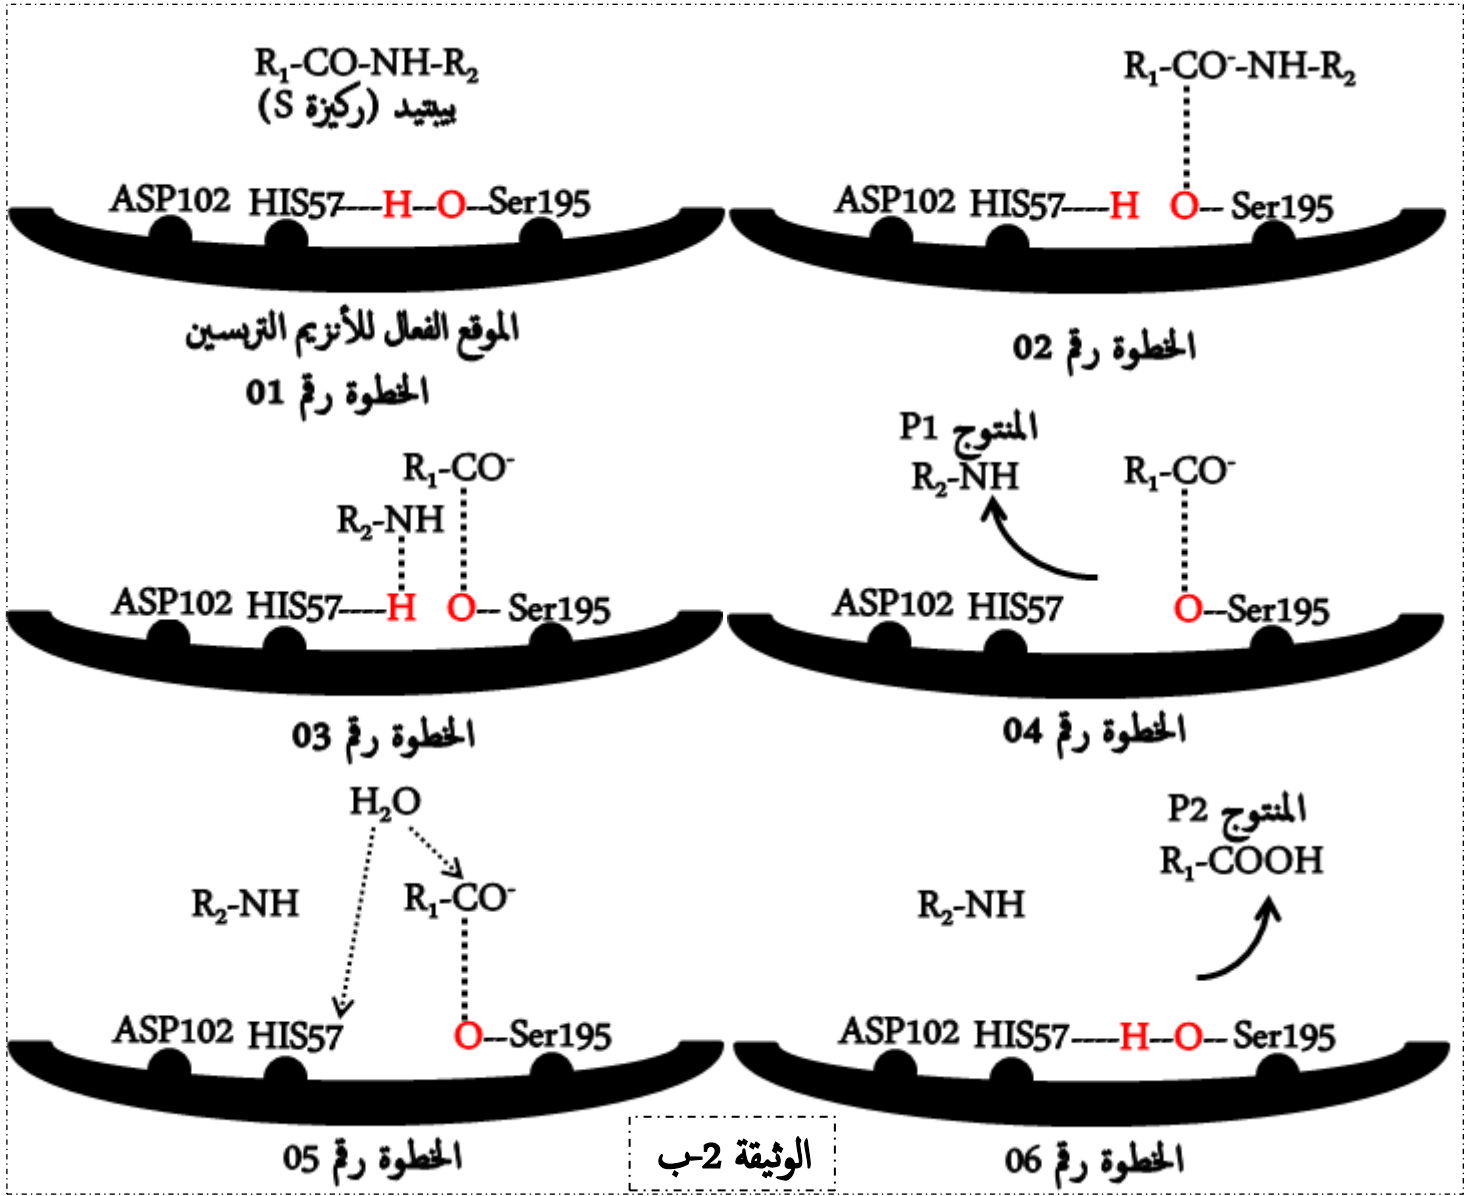 R₁-CO-NH-R₂
بيبتيد (ركيزة S)
ASP102 HIS57----H--O--Ser195
الموقع الفعال للأنزيم التربسين
الخطوة رقم 01
R₁-CO⁻-NH-R₂
ASP102 HIS57----H O-- Ser195
الخطوة رقم 02
R₁-CO⁻
R₂-NH
ASP102 HIS57----H O-- Ser195
الخطوة رقم 03
المنتوج P1
R₂-NH
R₁-CO⁻
ASP102 HIS57 O--Ser195
الخطوة رقم 04
H₂O
R₂-NH
R₁-CO⁻
ASP102 HIS57 O--Ser195
الخطوة رقم 05
المنتوج P2
R₁-COOH
R₂-NH
ASP102 HIS57----H--O-- Ser195
الخطوة رقم 06
الوثيقة 2-ب